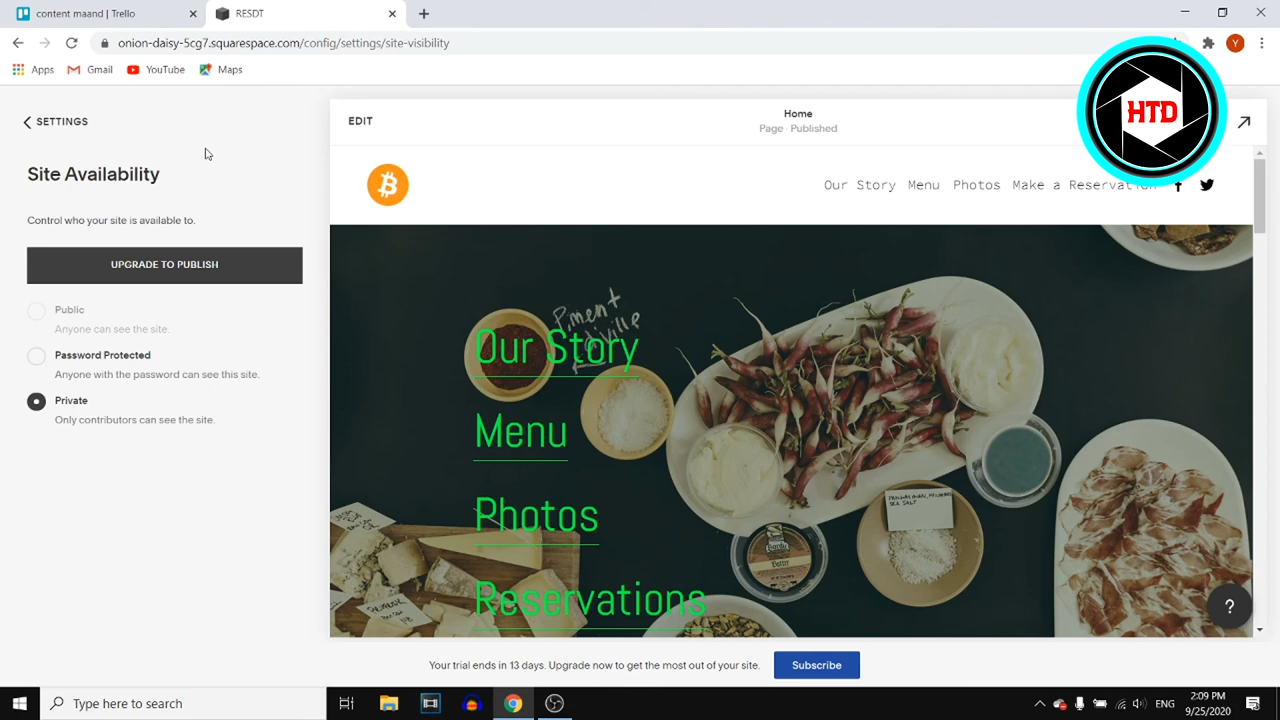 content maand | Trello
RESDT
onion-daisy-5cg7.squarespace.com/config/settings/site-visibility
Apps
Gmail
YouTube
Maps
Y
HTD
SETTINGS
Site Availability
Control who your site is available to.
UPGRADE TO PUBLISH
Public
Anyone can see the site.
Password Protected
Anyone with the password can see this site.
Private
Only contributors can see the site.
EDIT
Home
Page · Published
Our Story Menu Photos Make a Reservation
Piment
Our Story
Menu
Photos
Reservations
Butter
?
Your trial ends in 13 days. Upgrade now to get the most out of your site.
Subscribe
Type here to search
ENG
2:09 PM
9/25/2020